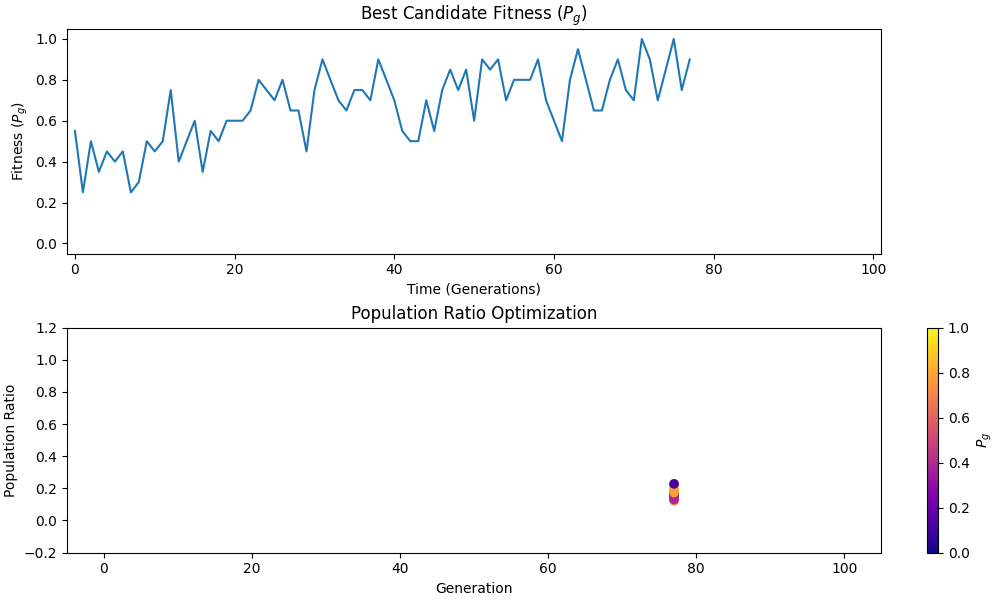 Best Candidate Fitness (P_g)
1.0
0.8
0.6
0.4
0.2
0.0
Fitness (P_g)
0 20 40 60 80 100
Time (Generations)
Population Ratio Optimization
1.2
1.0
0.8
0.6
0.4
0.2
0.0
−0.2
Population Ratio
0 20 40 60 80 100
Generation
1.0
0.8
0.6
0.4
0.2
0.0
P_g